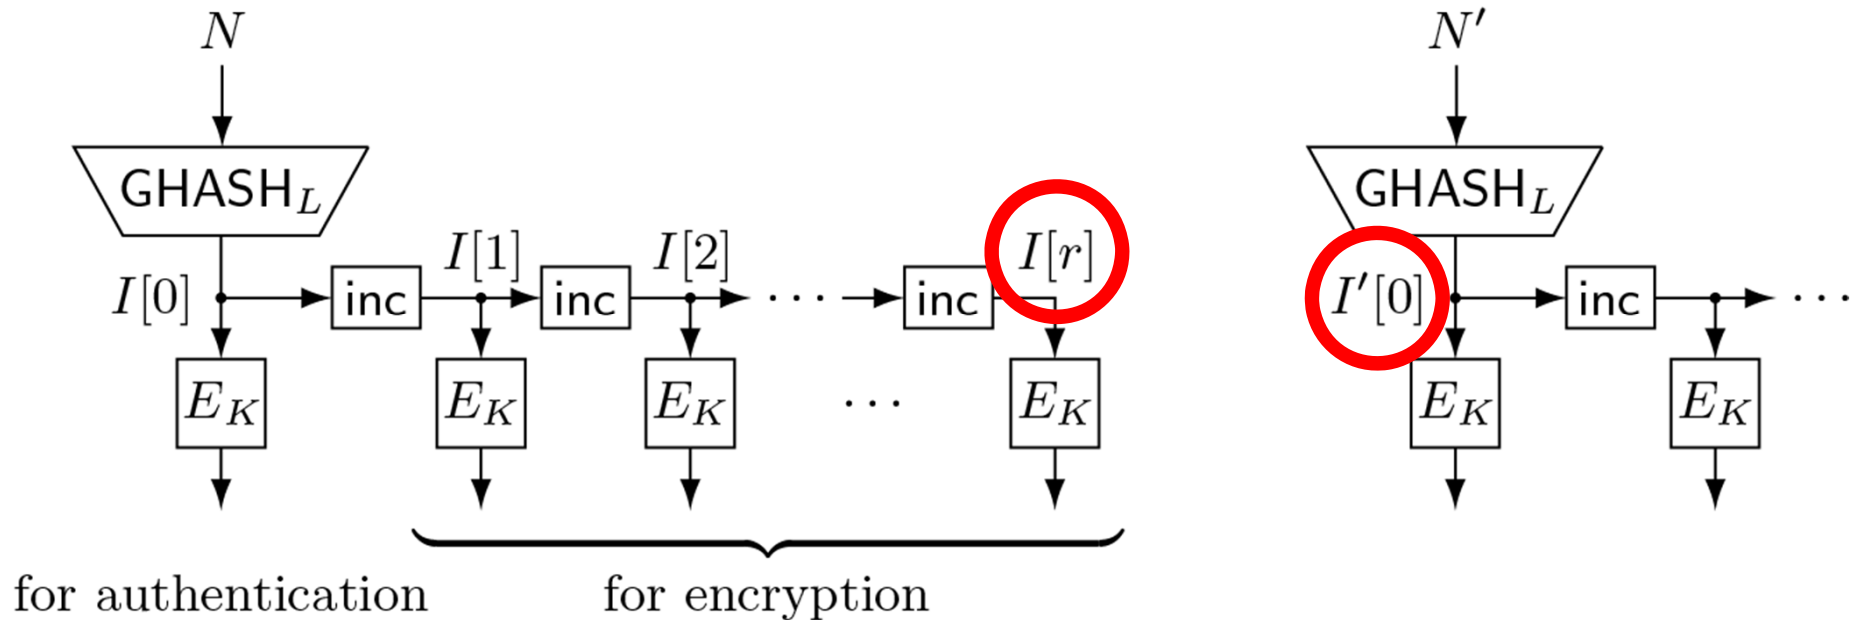 N N′
GHASH_L GHASH_L
I[1] I[2] I[r]
I[0] inc inc ··· inc I′[0] inc ···
E_K E_K E_K ··· E_K E_K E_K
for authentication for encryption